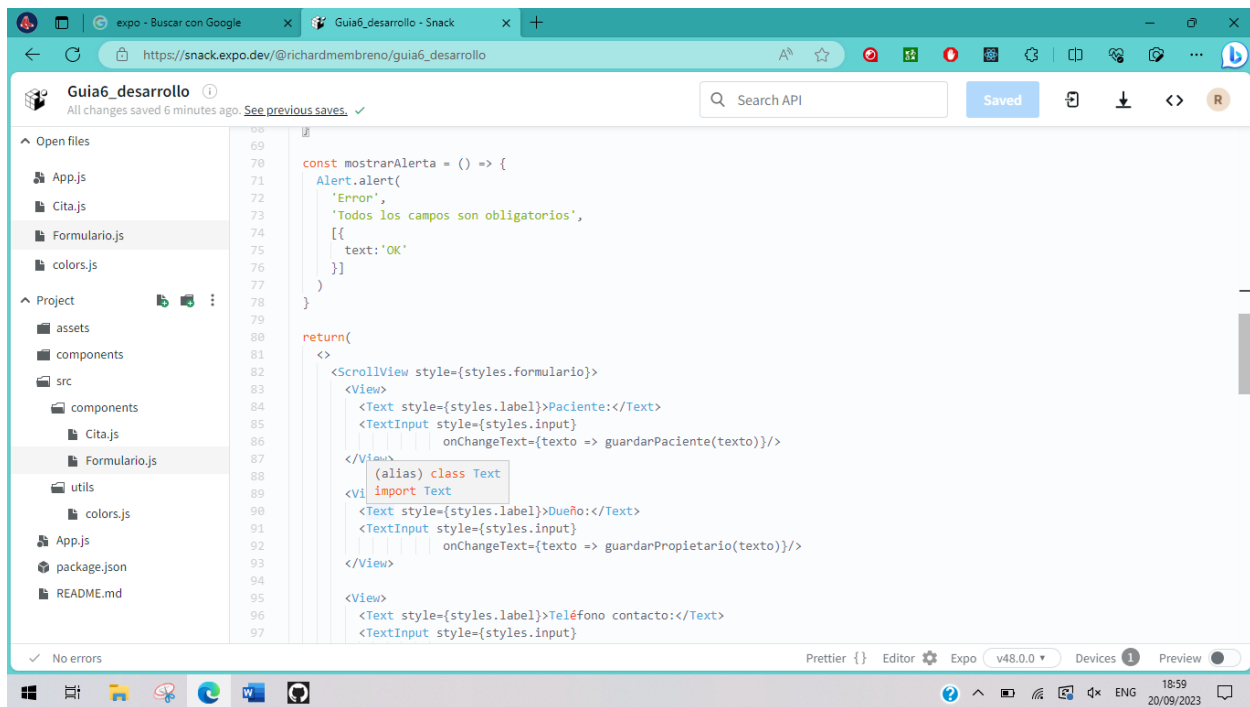 expo - Buscar con Google
Guia6_desarrollo - Snack
https://snack.expo.dev/@richardmembreno/guia6_desarrollo
Guia6_desarrollo
All changes saved 6 minutes ago. See previous saves.
Search API
Saved
R
Open files
App.js
Cita.js
Formulario.js
colors.js
Project
assets
components
src
components
Cita.js
Formulario.js
utils
colors.js
App.js
package.json
README.md
68 }
69
70 const mostrarAlerta = () => {
71 Alert.alert(
72 'Error',
73 'Todos los campos son obligatorios',
74 [{
75 text:'OK'
76 }]
77 )
78 }
79
80 return(
81 <>
82 <ScrollView style={styles.formulario}>
83 <View>
84 <Text style={styles.label}>Paciente:</Text>
85 <TextInput style={styles.input}
86 onChangeText={texto => guardarPaciente(texto)}/>
87 </View>
88
(alias) class Text
import Text
89 <Vi
90 <Text style={styles.label}>Dueño:</Text>
91 <TextInput style={styles.input}
92 onChangeText={texto => guardarPropietario(texto)}/>
93 </View>
94
95 <View>
96 <Text style={styles.label}>Teléfono contacto:</Text>
97 <TextInput style={styles.input}
No errors
Prettier {} Editor Expo v48.0.0 Devices 1 Preview
ENG
18:59
20/09/2023